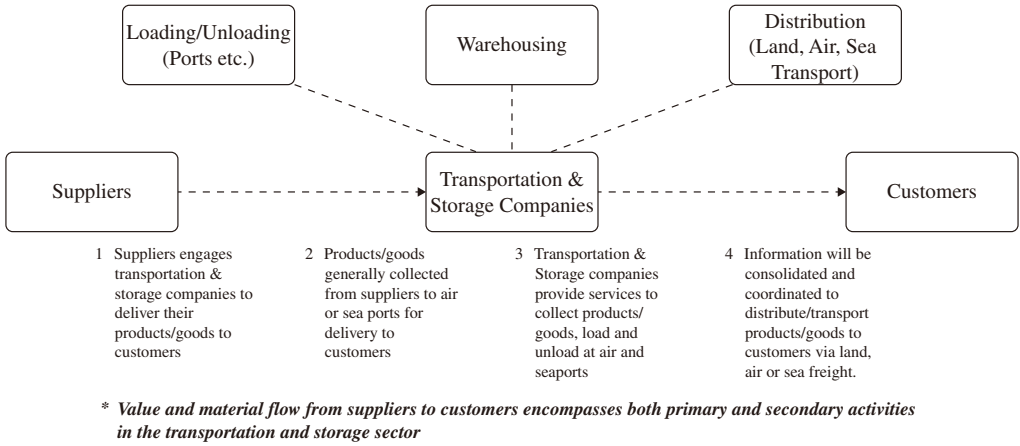 Loading/Unloading
(Ports etc.)
Warehousing
Distribution
(Land, Air, Sea
Transport)
Suppliers
Transportation &
Storage Companies
Customers
1 Suppliers engages
transportation &
storage companies to
deliver their
products/goods to
customers
2 Products/goods
generally collected
from suppliers to air
or sea ports for
delivery to
customers
3 Transportation &
Storage companies
provide services to
collect products/
goods, load and
unload at air and
seaports
4 Information will be
consolidated and
coordinated to
distribute/transport
products/goods to
customers via land,
air or sea freight.
* Value and material flow from suppliers to customers encompasses both primary and secondary activities
in the transportation and storage sector